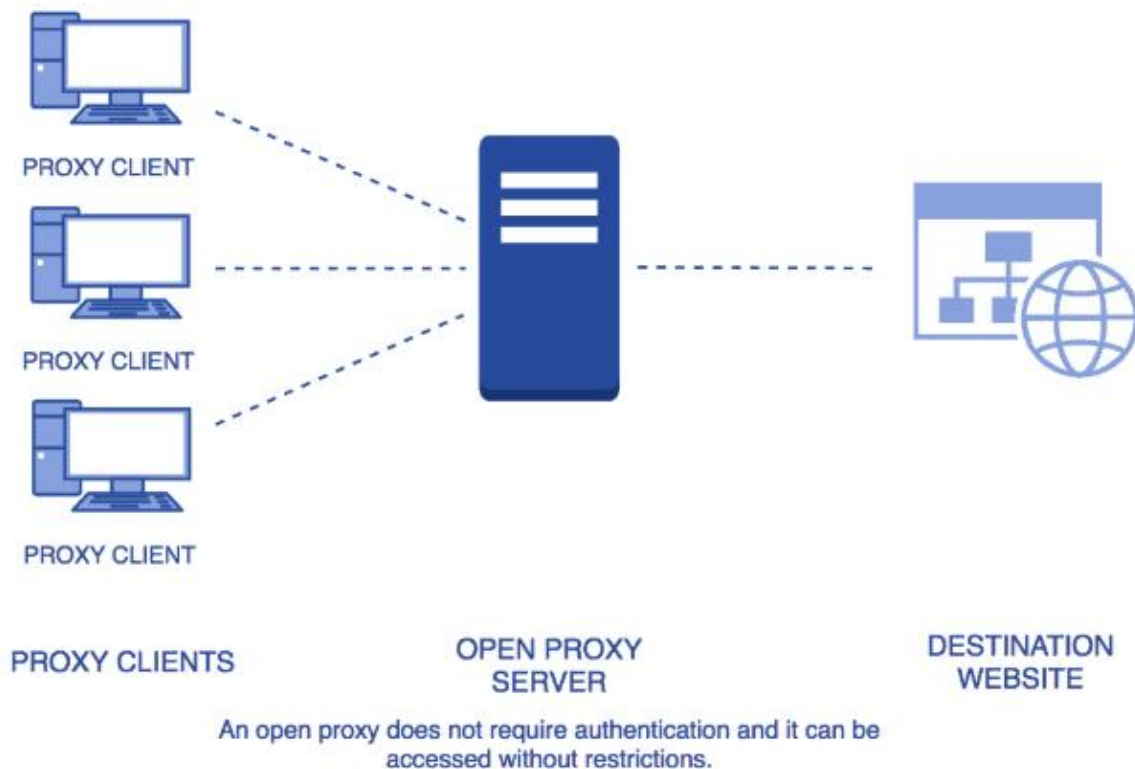 PROXY CLIENT
PROXY CLIENT
PROXY CLIENT
PROXY CLIENTS
OPEN PROXY
SERVER
DESTINATION
WEBSITE
An open proxy does not require authentication and it can be
accessed without restrictions.